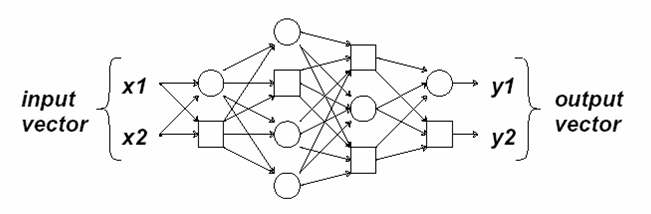 input
vector
x1
x2
y1
y2
output
vector